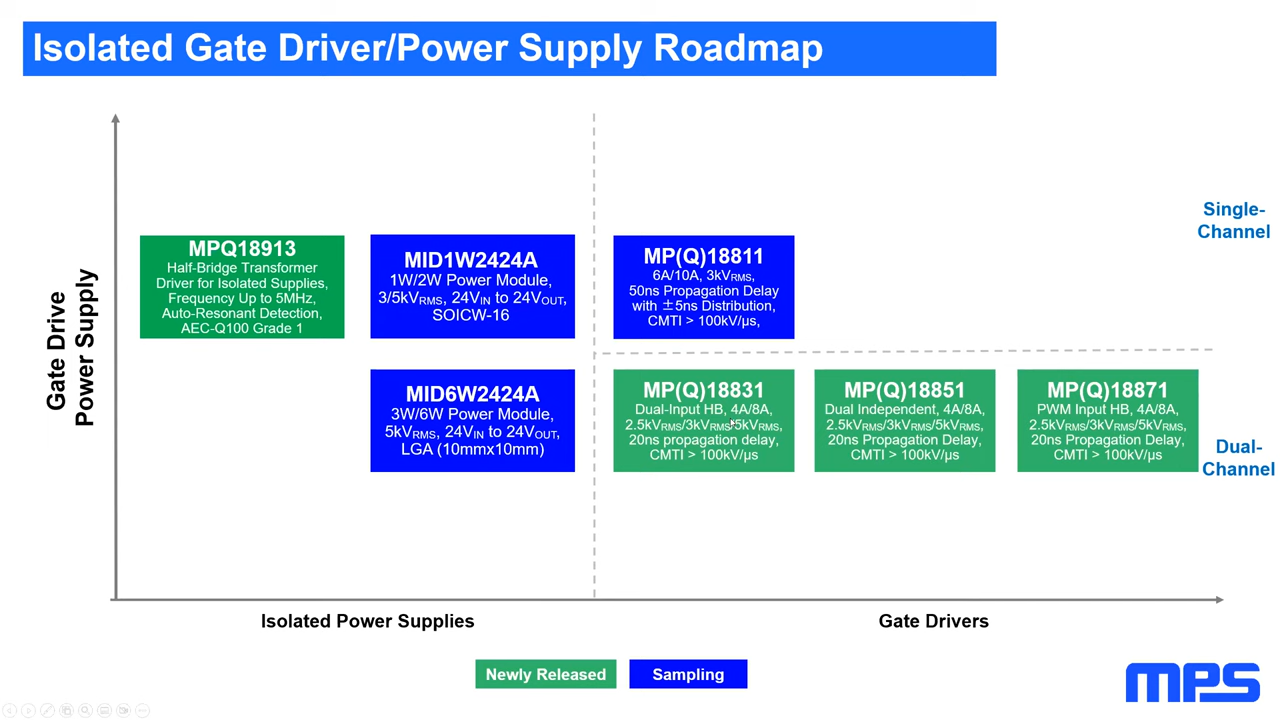 Isolated Gate Driver/Power Supply Roadmap
Gate Drive
Power Supply
MPQ18913
Half-Bridge Transformer
Driver for Isolated Supplies,
Frequency Up to 5MHz,
Auto-Resonant Detection,
AEC-Q100 Grade 1
MID1W2424A
1W/2W Power Module,
3/5kVRMS, 24VIN to 24VOUT,
SOICW-16
MP(Q)18811
6A/10A, 3kVRMS,
50ns Propagation Delay
with ±5ns Distribution,
CMTI > 100kV/µs,
Single-
Channel
MID6W2424A
3W/6W Power Module,
5kVRMS, 24VIN to 24VOUT,
LGA (10mmx10mm)
MP(Q)18831
Dual-Input HB, 4A/8A,
2.5kVRMS/3kVRMS/5kVRMS,
20ns propagation delay,
CMTI > 100kV/µs
MP(Q)18851
Dual Independent, 4A/8A,
2.5kVRMS/3kVRMS/5kVRMS,
20ns Propagation Delay,
CMTI > 100kV/µs
MP(Q)18871
PWM Input HB, 4A/8A,
2.5kVRMS/3kVRMS/5kVRMS,
20ns Propagation Delay,
CMTI > 100kV/µs
Dual-
Channel
Isolated Power Supplies
Gate Drivers
Newly Released
Sampling
mps